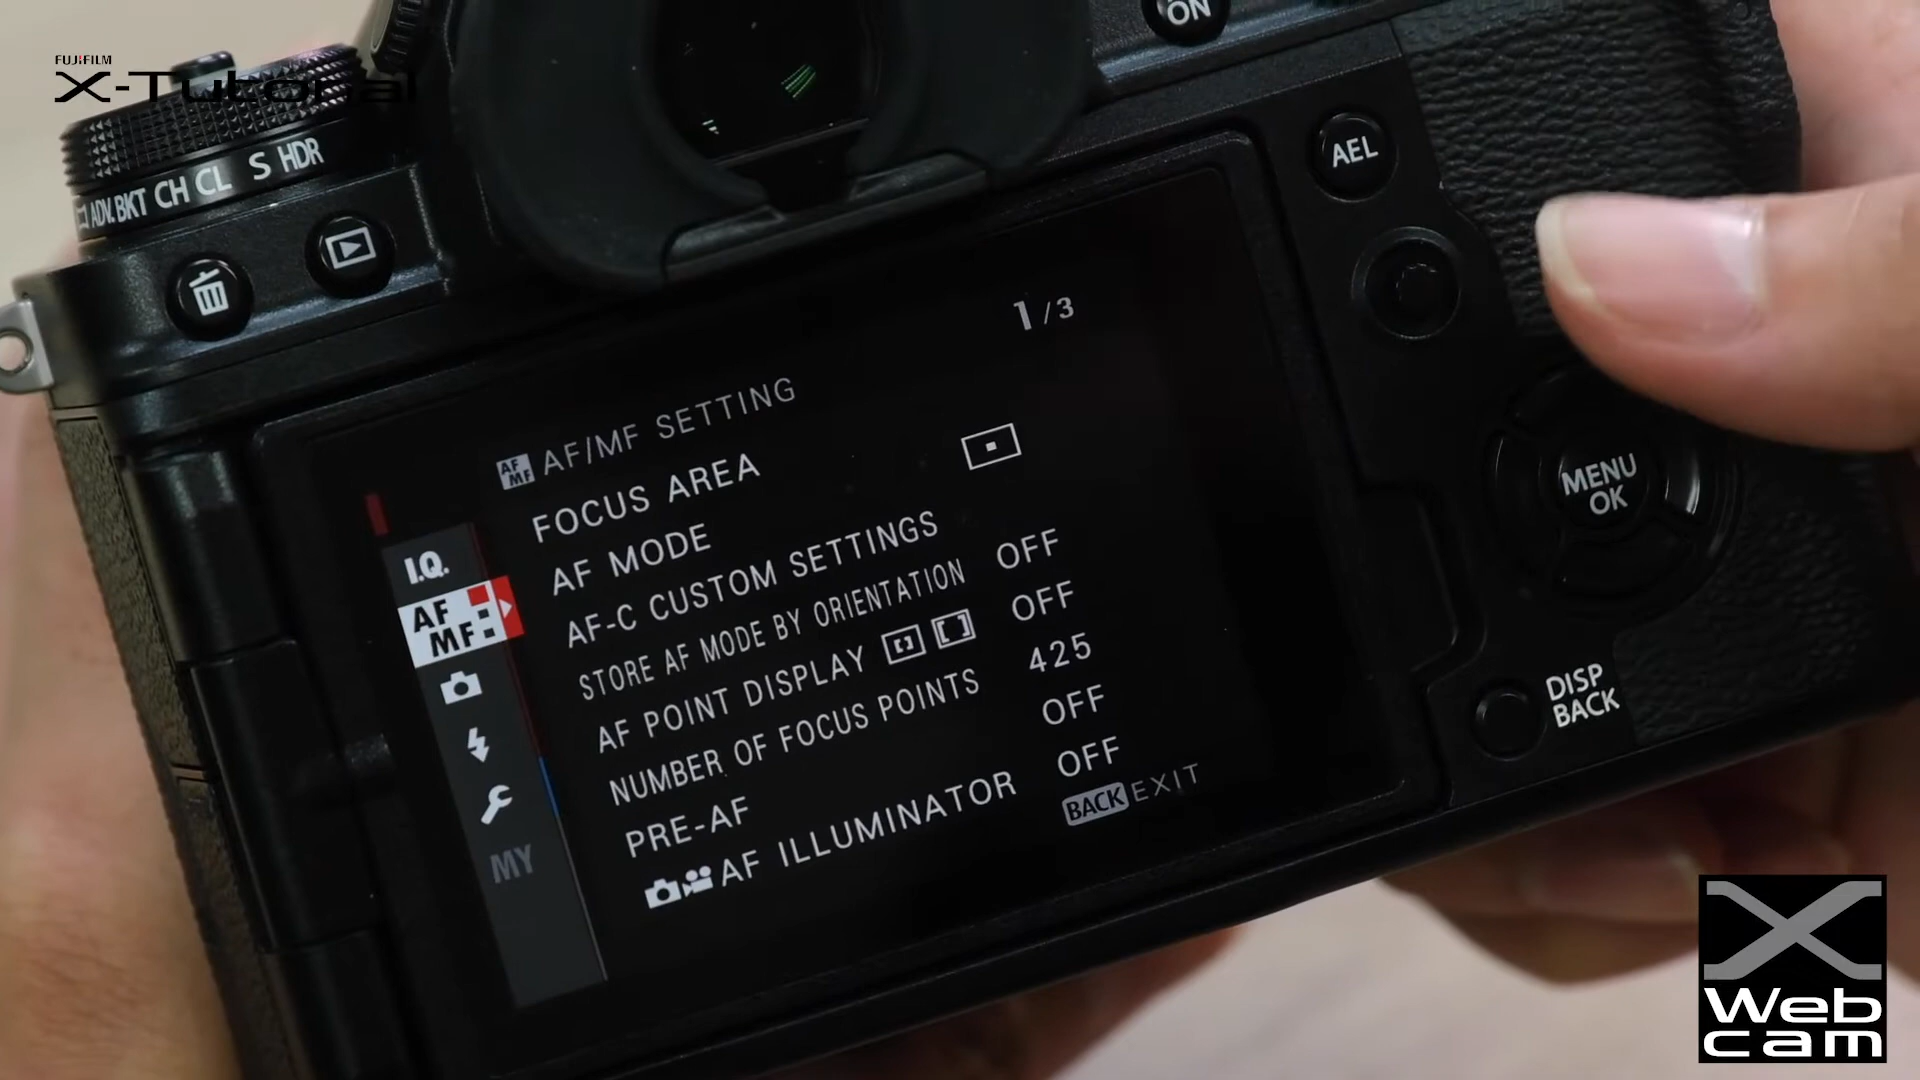 FUJIFILM
X-Tutorial
ON
ADV. BKT CH CL S HDR
AEL
1/3
AF MF AF/MF SETTING
FOCUS AREA
AF MODE
AF-C CUSTOM SETTINGS
STORE AF MODE BY ORIENTATION OFF
AF POINT DISPLAY OFF
NUMBER OF FOCUS POINTS 425
PRE-AF OFF
AF ILLUMINATOR OFF
BACK EXIT
I.Q.
AF
MF
MY
MENU
OK
DISP
BACK
X
Web
cam